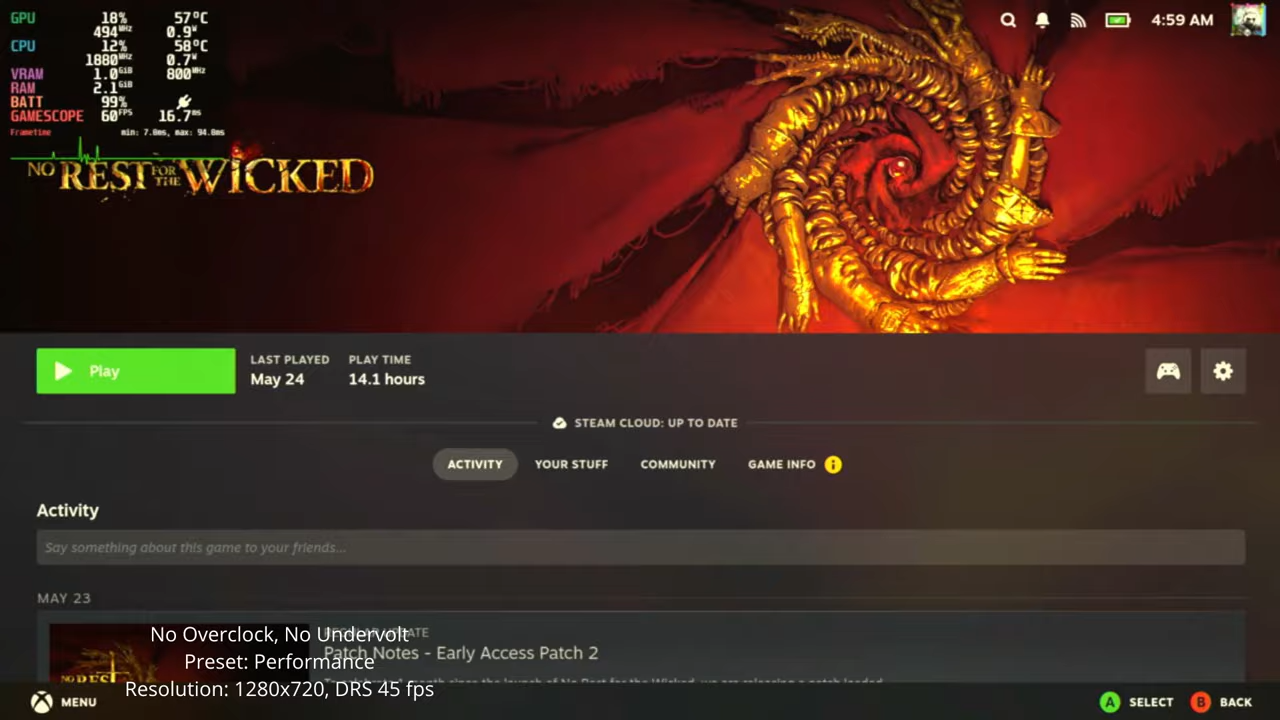 GPU 18% 57°C
494MHz 0.9W
CPU 12% 58°C
1880MHz 0.7W
VRAM 1.0GiB 800MHz
RAM 2.1GiB
BATT 99%
GAMESCOPE 60FPS 16.7ms
Frametime min: 7.0ms, max: 94.0ms
4:59 AM
NO REST FOR THE WICKED
Play
LAST PLAYED
May 24
PLAY TIME
14.1 hours
STEAM CLOUD: UP TO DATE
ACTIVITY YOUR STUFF COMMUNITY GAME INFO i
Activity
Say something about this game to your friends...
MAY 23
No Overclock, No Undervolt
Preset: Performance
Resolution: 1280x720, DRS 45 fps
REGULAR UPDATE
Patch Notes - Early Access Patch 2
MENU
A SELECT B BACK